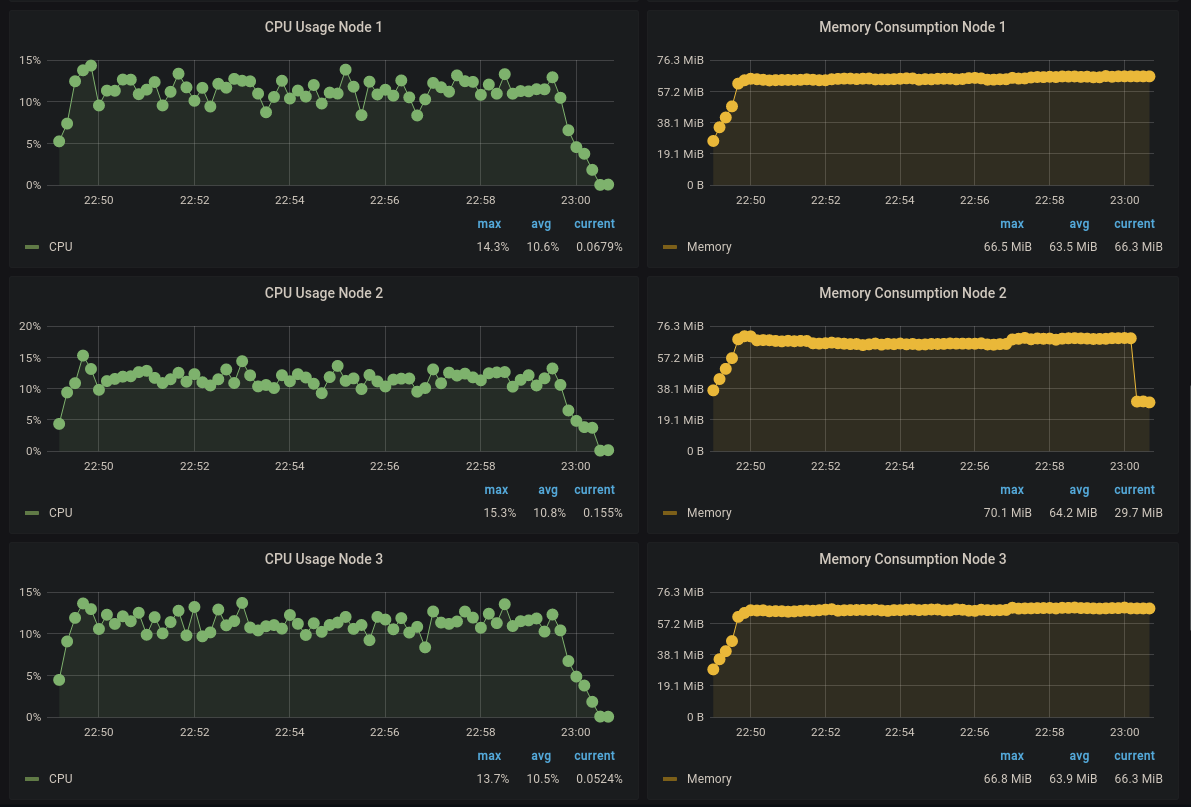 CPU Usage Node 1
15%
10%
5%
0%
22:50 22:52 22:54 22:56 22:58 23:00
max avg current
CPU 14.3% 10.6% 0.0679%
Memory Consumption Node 1
76.3 MiB
57.2 MiB
38.1 MiB
19.1 MiB
0 B
22:50 22:52 22:54 22:56 22:58 23:00
max avg current
Memory 66.5 MiB 63.5 MiB 66.3 MiB
CPU Usage Node 2
20%
15%
10%
5%
0%
22:50 22:52 22:54 22:56 22:58 23:00
max avg current
CPU 15.3% 10.8% 0.155%
Memory Consumption Node 2
76.3 MiB
57.2 MiB
38.1 MiB
19.1 MiB
0 B
22:50 22:52 22:54 22:56 22:58 23:00
max avg current
Memory 70.1 MiB 64.2 MiB 29.7 MiB
CPU Usage Node 3
15%
10%
5%
0%
22:50 22:52 22:54 22:56 22:58 23:00
max avg current
CPU 13.7% 10.5% 0.0524%
Memory Consumption Node 3
76.3 MiB
57.2 MiB
38.1 MiB
19.1 MiB
0 B
22:50 22:52 22:54 22:56 22:58 23:00
max avg current
Memory 66.8 MiB 63.9 MiB 66.3 MiB